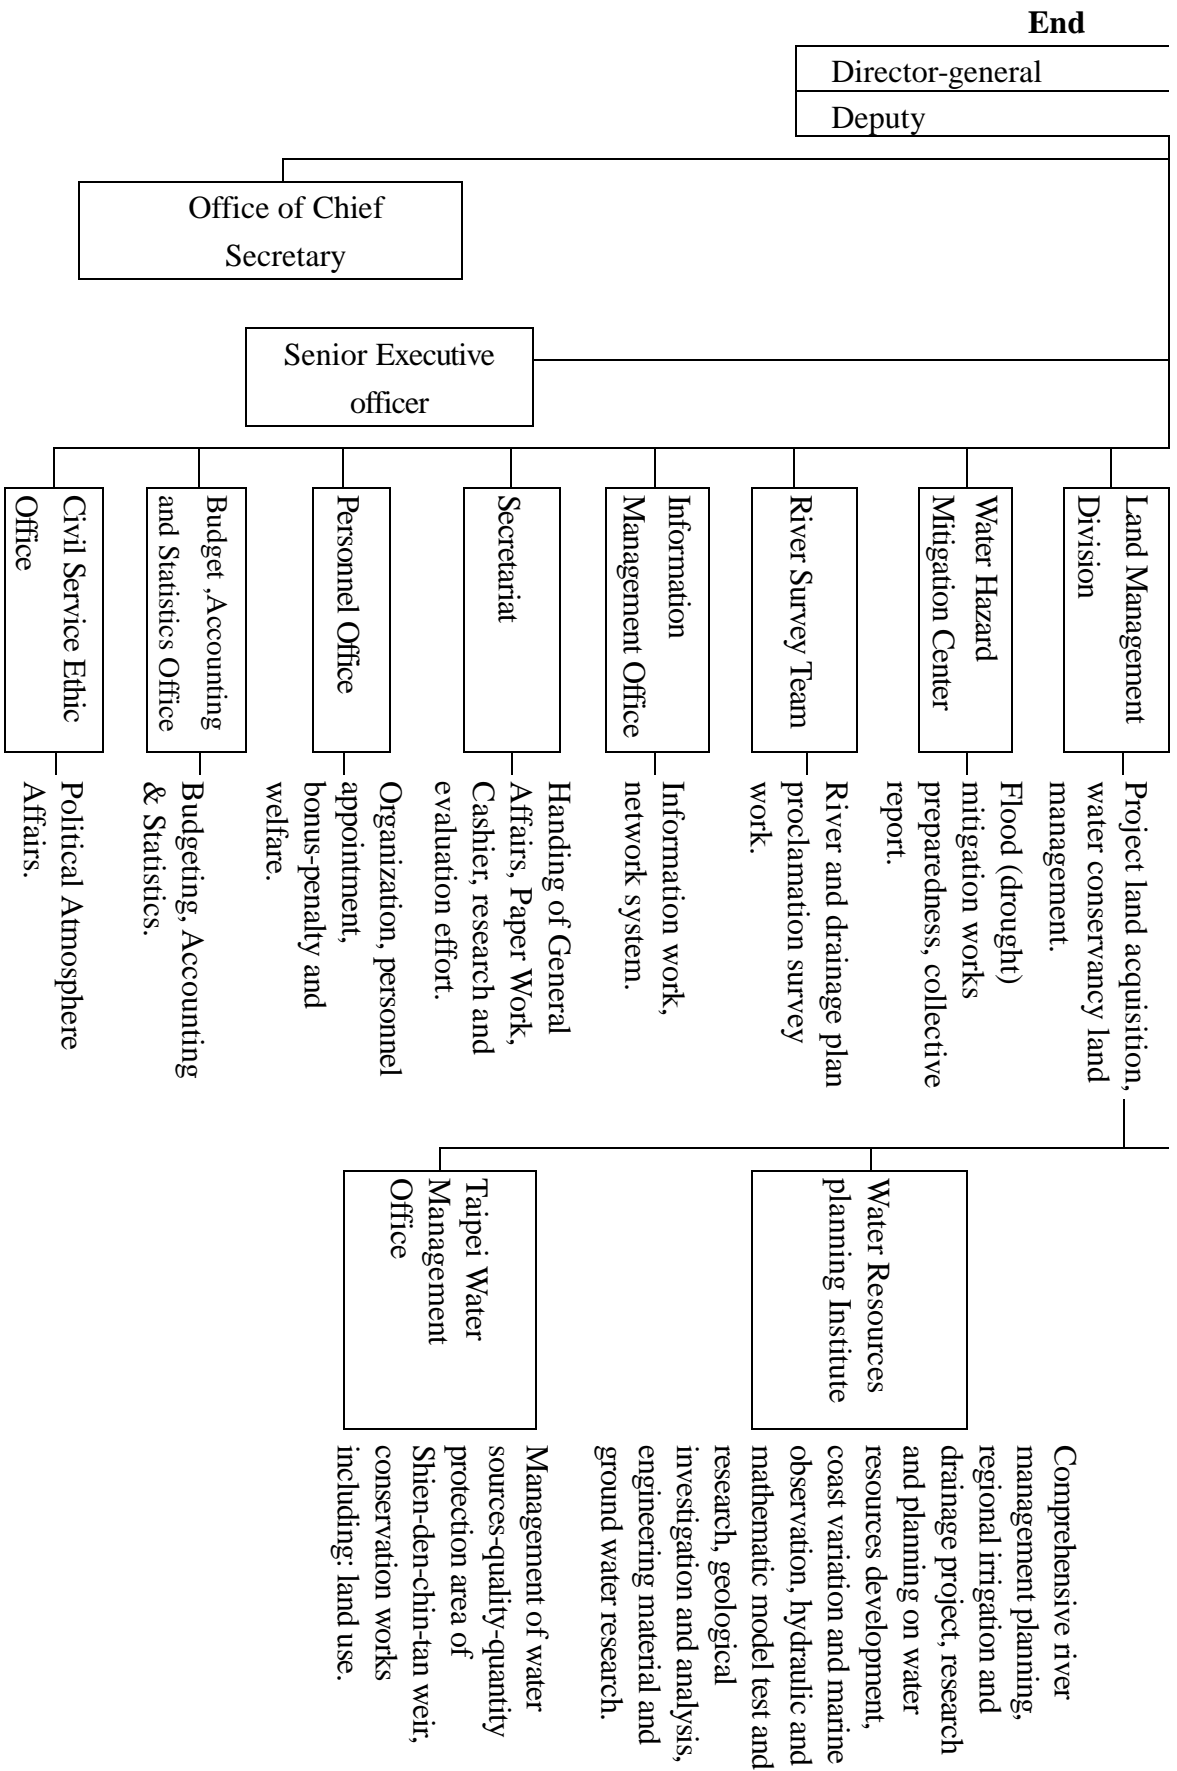 End
Director-general
Deputy
Office of Chief
Secretary
Senior Executive
officer
Civil Service Ethic
Office
Budget ,Accounting
and Statistics Office
Personnel Office
Secretariat
Information
Management Office
River Survey Team
Water Hazard
Mitigation Center
Land Management
Division
Political Atmosphere
Affairs.
Budgeting, Accounting
& Statistics.
Organization, personnel
appointment,
bonus-penalty and
welfare.
Handing of General
Affairs, Paper Work,
Cashier, research and
evaluation effort.
Information work,
network system.
River and drainage plan
proclamation survey
work.
Flood (drought)
mitigation works
preparedness, collective
report.
Project land acquisition,
water conservancy land
management.
Taipei Water
Management
Office
Water Resources
planning Institute
Management of water
sources-quality-quantity
protection area of
Shien-den-chin-tan weir,
conservation works
including: land use.
Comprehensive river
management planning,
regional irrigation and
drainage project, research
and planning on water
resources development,
coast variation and marine
observation, hydraulic and
mathematic model test and
research, geological
investigation and analysis,
engineering material and
ground water research.